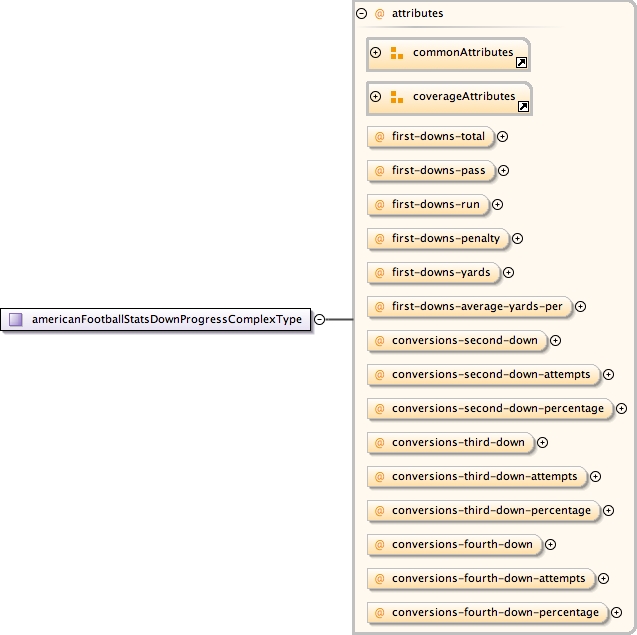 @ attributes
commonAttributes
coverageAttributes
@ first-downs-total
@ first-downs-pass
@ first-downs-run
@ first-downs-penalty
@ first-downs-yards
@ first-downs-average-yards-per
americanFootballStatsDownProgressComplexType
@ conversions-second-down
@ conversions-second-down-attempts
@ conversions-second-down-percentage
@ conversions-third-down
@ conversions-third-down-attempts
@ conversions-third-down-percentage
@ conversions-fourth-down
@ conversions-fourth-down-attempts
@ conversions-fourth-down-percentage